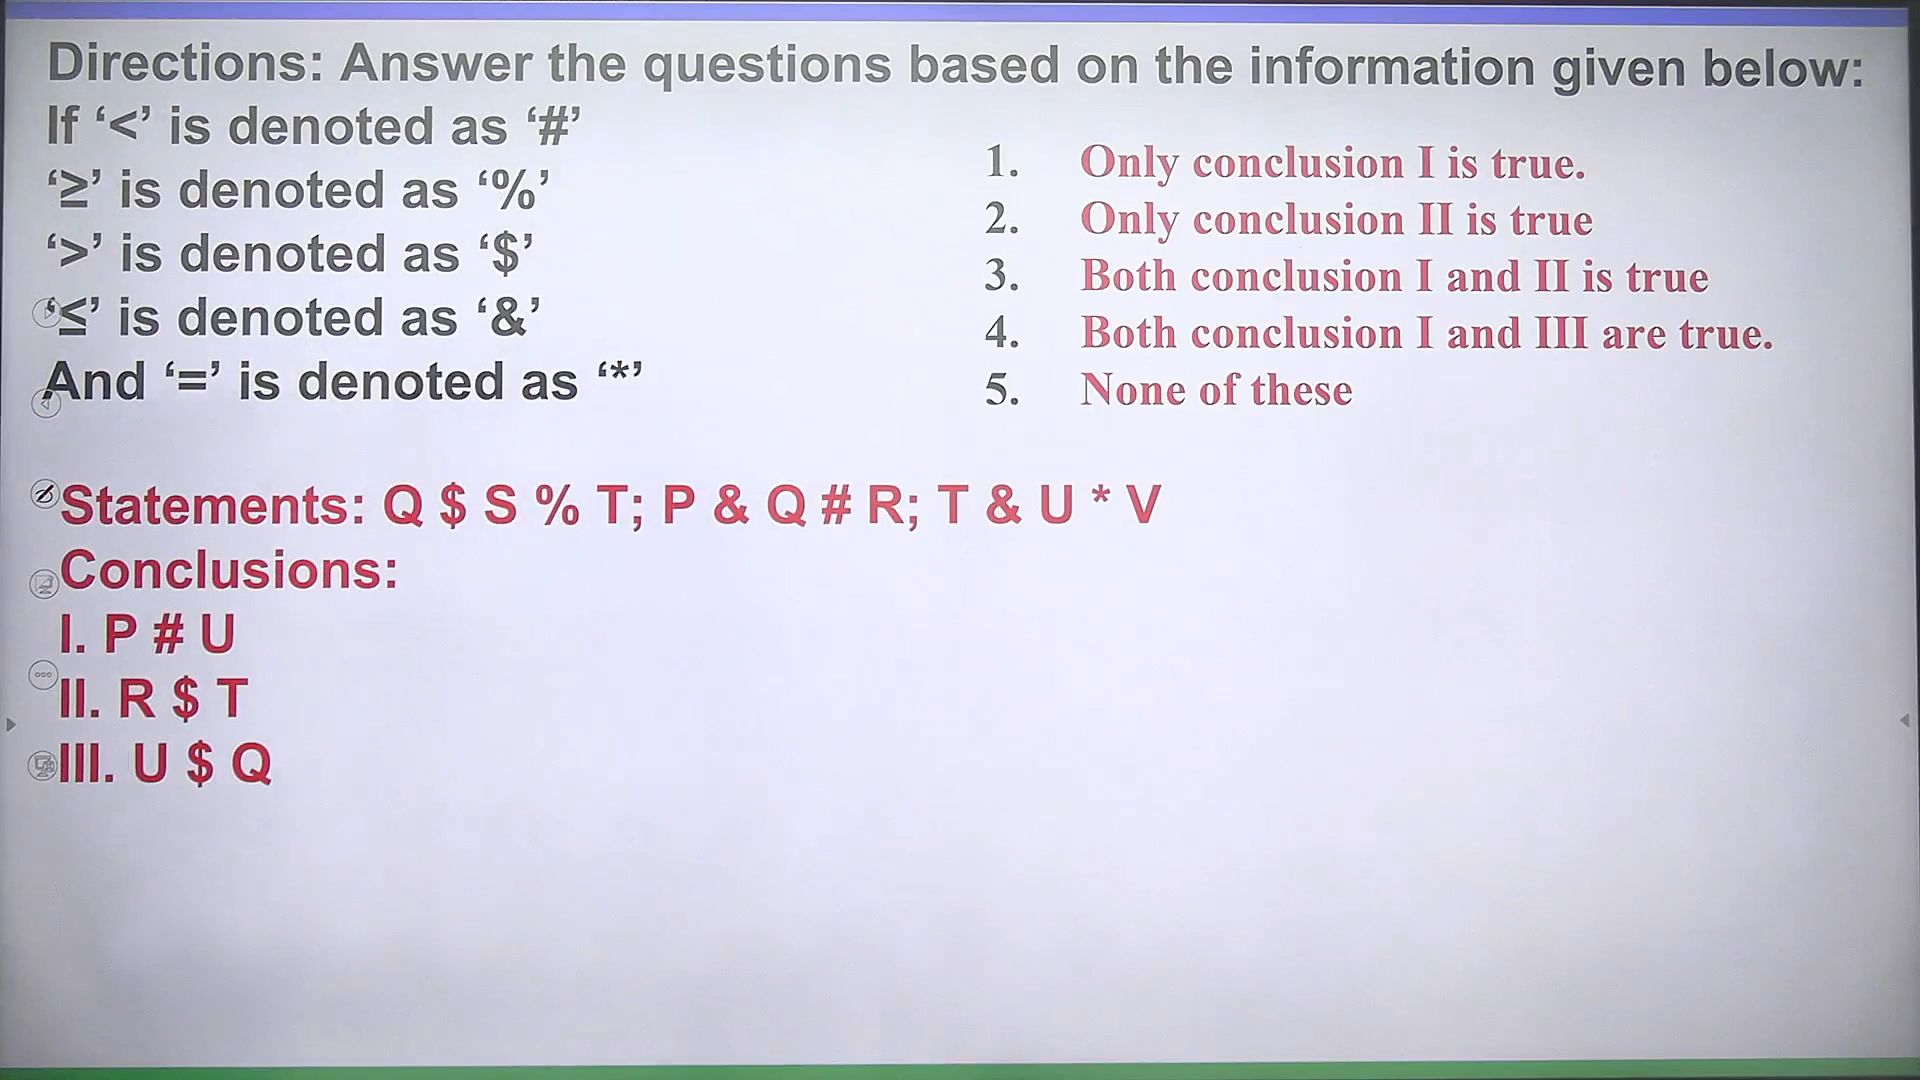 Directions: Answer the questions based on the information given below:
If ‘<’ is denoted as ‘#’
‘≥’ is denoted as ‘%’
‘>’ is denoted as ‘$’
‘≤’ is denoted as ‘&’
And ‘=’ is denoted as ‘*’
1. Only conclusion I is true.
2. Only conclusion II is true
3. Both conclusion I and II is true
4. Both conclusion I and III are true.
5. None of these
Statements: Q $ S % T; P & Q # R; T & U * V
Conclusions:
I. P # U
II. R $ T
III. U $ Q